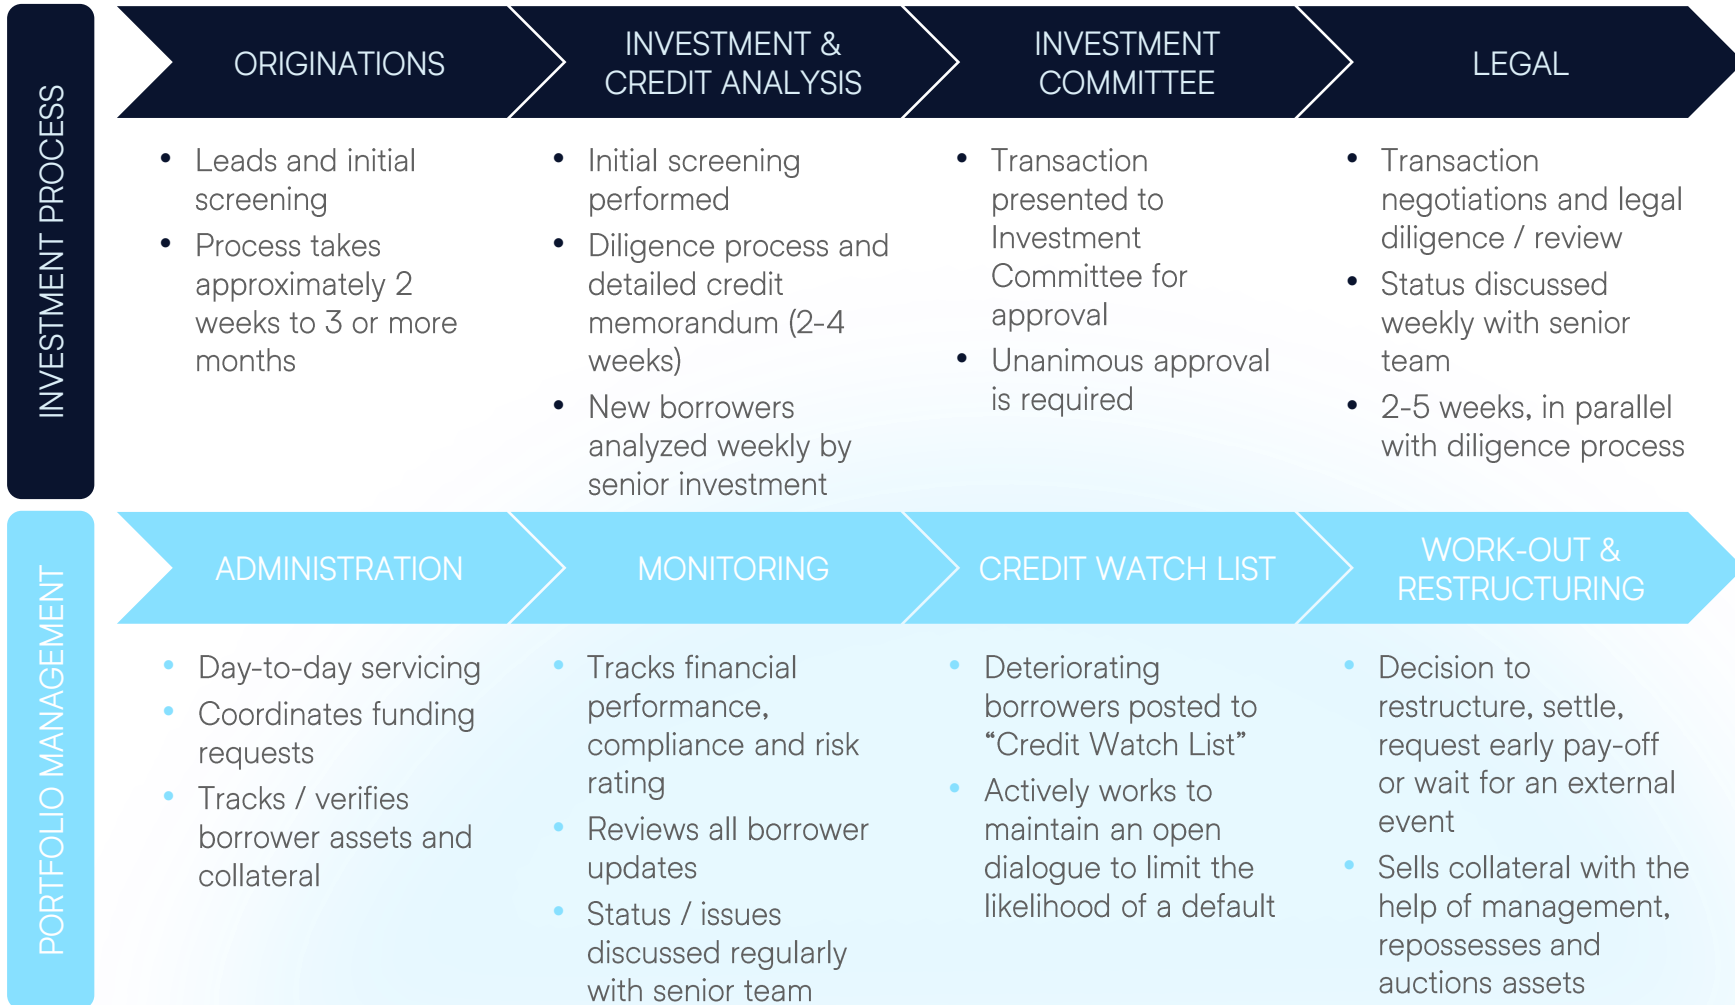 INVESTMENT PROCESS
ORIGINATIONS
• Leads and initial
screening
• Process takes
approximately 2
weeks to 3 or more
months
INVESTMENT &
CREDIT ANALYSIS
• Initial screening
performed
• Diligence process and
detailed credit
memorandum (2-4
weeks)
• New borrowers
analyzed weekly by
senior investment
INVESTMENT
COMMITTEE
• Transaction
presented to
Investment
Committee for
approval
• Unanimous approval
is required
LEGAL
• Transaction
negotiations and legal
diligence / review
• Status discussed
weekly with senior
team
• 2-5 weeks, in parallel
with diligence process
PORTFOLIO MANAGEMENT
ADMINISTRATION
• Day-to-day servicing
• Coordinates funding
requests
• Tracks / verifies
borrower assets and
collateral
MONITORING
• Tracks financial
performance,
compliance and risk
rating
• Reviews all borrower
updates
• Status / issues
discussed regularly
with senior team
CREDIT WATCH LIST
• Deteriorating
borrowers posted to
“Credit Watch List”
• Actively works to
maintain an open
dialogue to limit the
likelihood of a default
WORK-OUT &
RESTRUCTURING
• Decision to
restructure, settle,
request early pay-off
or wait for an external
event
• Sells collateral with the
help of management,
repossesses and
auctions assets